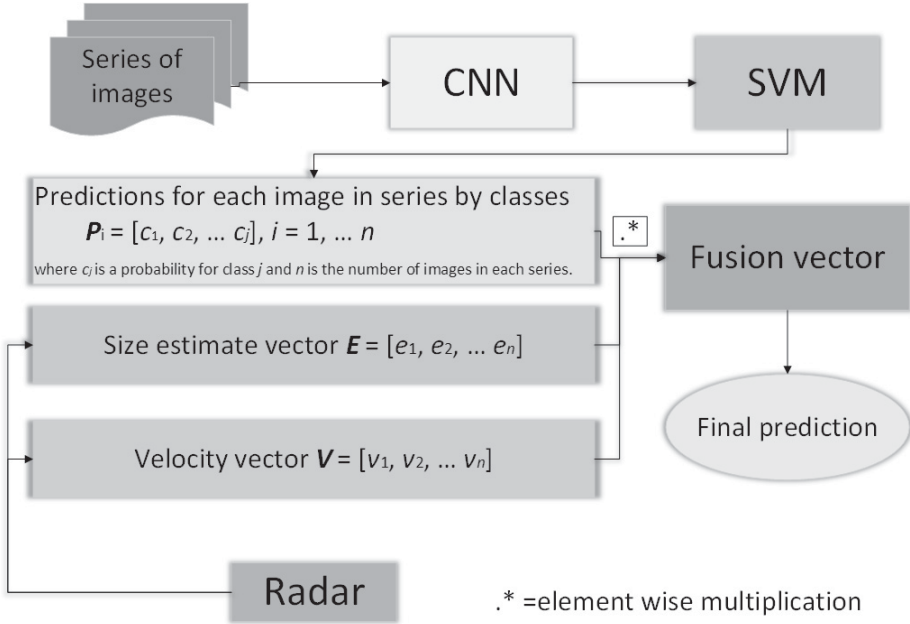 Series of
images
CNN
SVM
Predictions for each image in series by classes
Pi = [c1, c2, ... cj], i = 1, ... n
where cj is a probability for class j and n is the number of images in each series.
.*
Fusion vector
Size estimate vector E = [e1, e2, ... en]
Final prediction
Velocity vector V = [v1, v2, ... vn]
Radar
.* =element wise multiplication